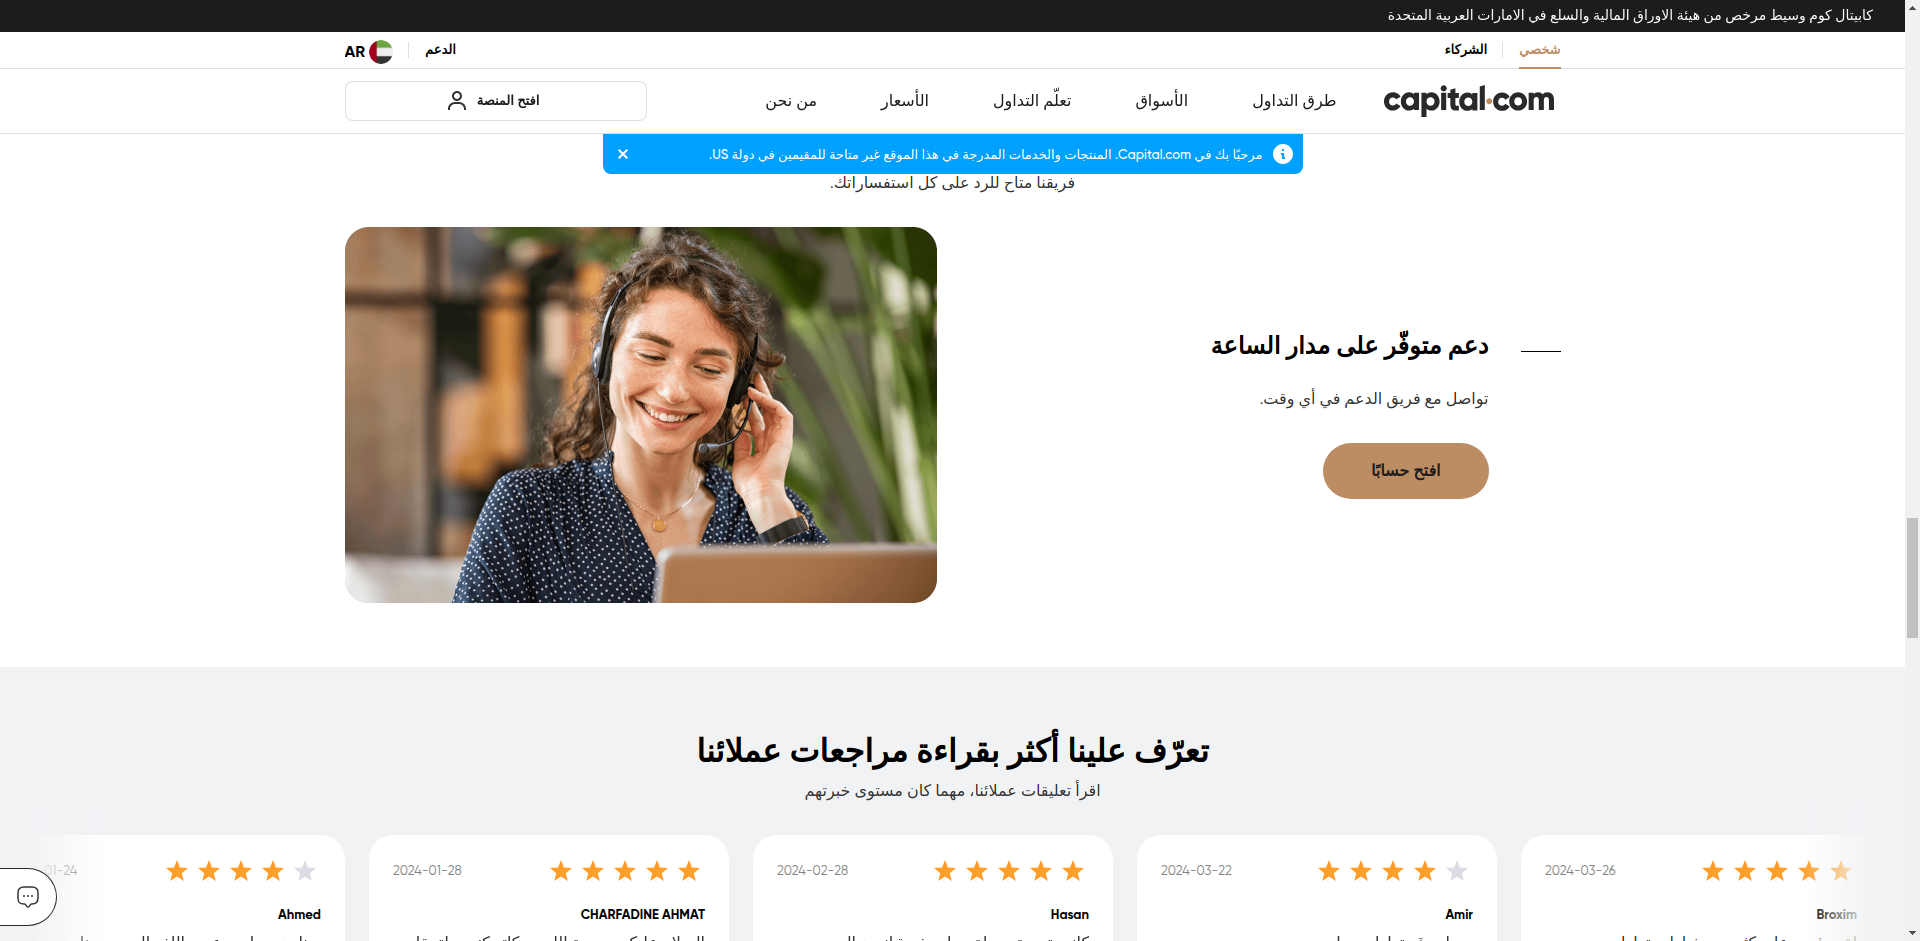 كابيتال كوم وسيط مرخص من هيئة الاوراق المالية والسلع في الامارات العربية المتحدة
شخصي
الشركاء
الدعم
AR
capital.com
طرق التداول
الأسواق
تعلّم التداول
الأسعار
من نحن
افتح المنصة
مرحبًا بك في Capital.com. المنتجات والخدمات المدرجة في هذا الموقع غير متاحة للمقيمين في دولة US.
فريقنا متاح للرد على كل استفساراتك.
دعم متوفّر على مدار الساعة
تواصل مع فريق الدعم في أي وقت.
افتح حسابًا
تعرّف علينا أكثر بقراءة مراجعات عملائنا
اقرأ تعليقات عملائنا، مهما كان مستوى خبرتهم
2024-03-26
Broxim
2024-03-22
Amir
2024-02-28
Hasan
2024-01-28
CHARFADINE AHMAT
01-24
Ahmed